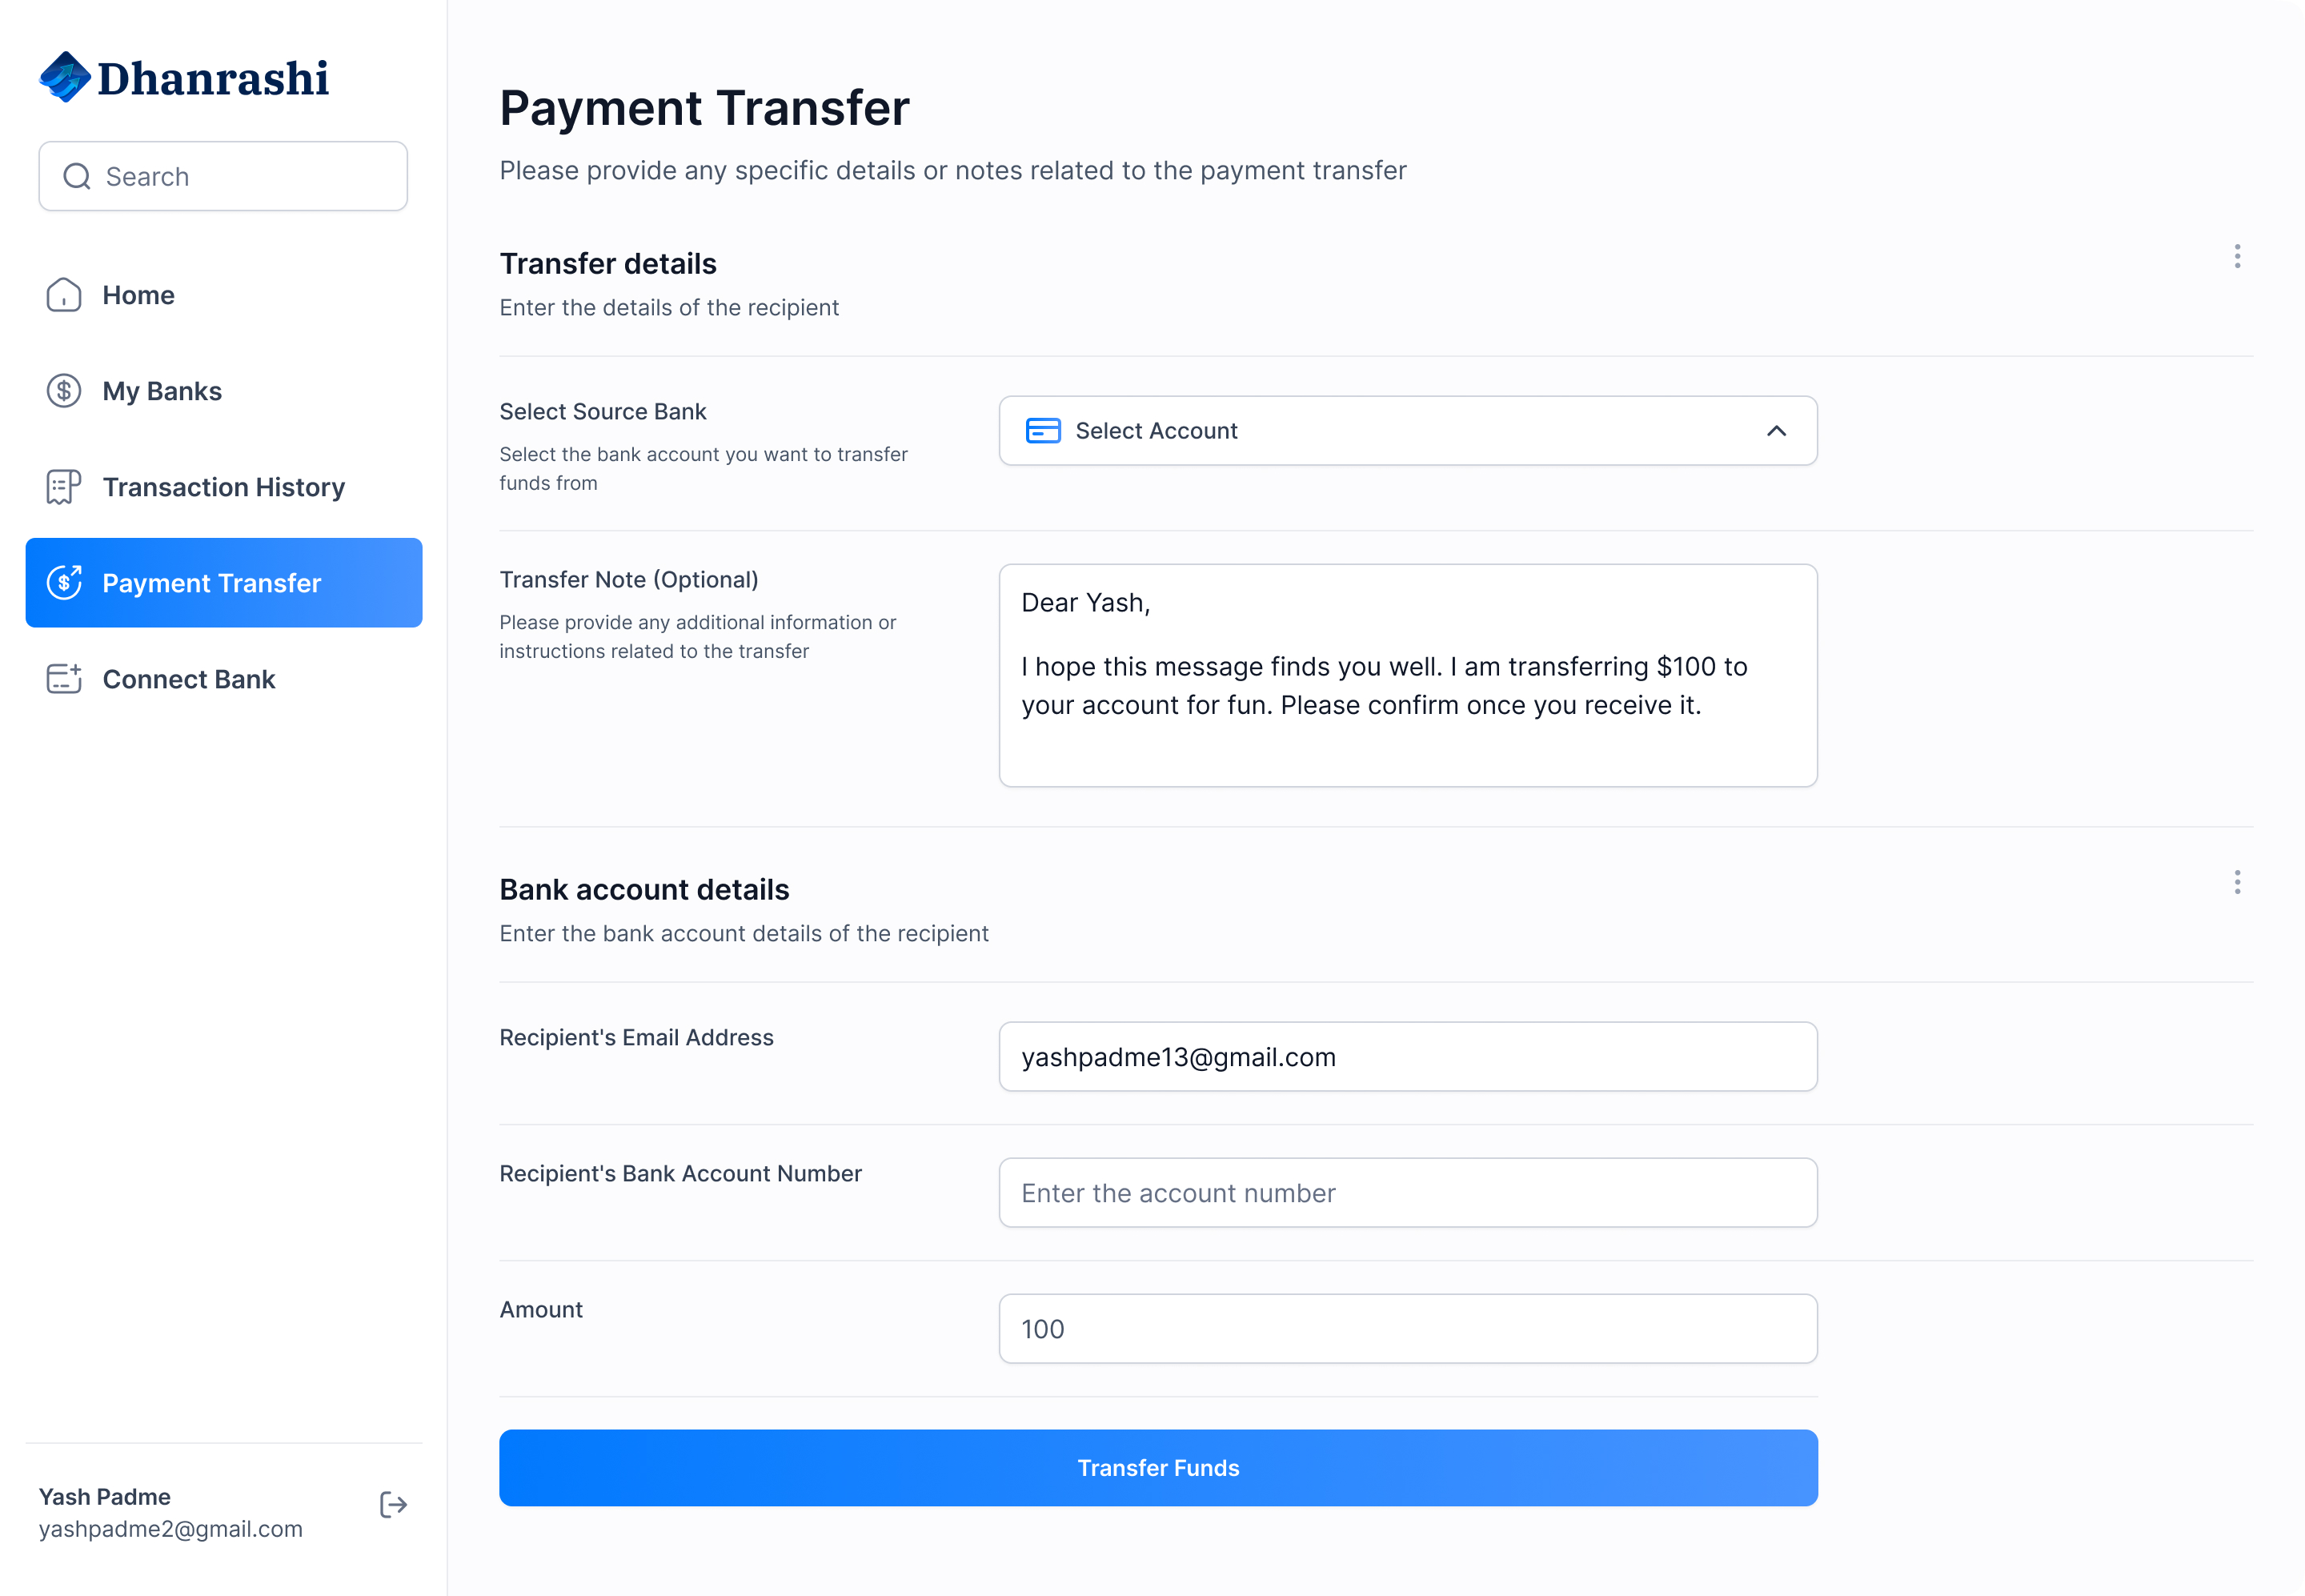 Dhanrashi
Search
Home
My Banks
Transaction History
Payment Transfer
Connect Bank
Yash Padme
yashpadme2@gmail.com
Payment Transfer
Please provide any specific details or notes related to the payment transfer
Transfer details
Enter the details of the recipient
Select Source Bank
Select the bank account you want to transfer
funds from
Select Account
Transfer Note (Optional)
Please provide any additional information or
instructions related to the transfer
Dear Yash,
I hope this message finds you well. I am transferring $100 to
your account for fun. Please confirm once you receive it.
Bank account details
Enter the bank account details of the recipient
Recipient's Email Address
yashpadme13@gmail.com
Recipient's Bank Account Number
Enter the account number
Amount
100
Transfer Funds